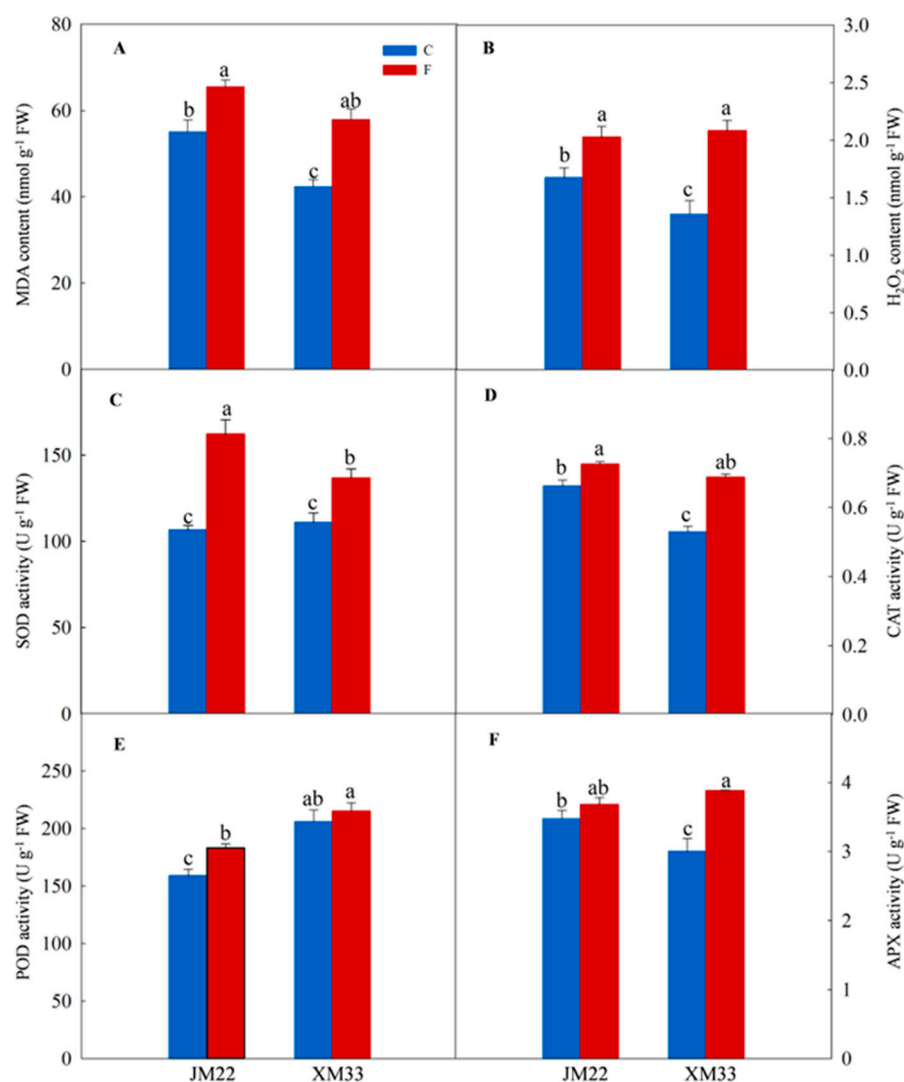 A
C
F
MDA content (nmol g⁻¹ FW)
80
60
40
20
0
b
a
c
ab
B
H₂O₂ content (nmol g⁻¹ FW)
3.0
2.5
2.0
1.5
1.0
0.5
0.0
b
a
c
a
C
SOD activity (U g⁻¹ FW)
150
100
50
0
c
a
c
b
D
CAT activity (U g⁻¹ FW)
0.8
0.6
0.4
0.2
0.0
b
a
c
ab
E
POD activity (U g⁻¹ FW)
250
200
150
100
50
0
c
b
ab
a
JM22
XM33
F
APX activity (U g⁻¹ FW)
4
3
2
1
0
b
ab
c
a
JM22
XM33